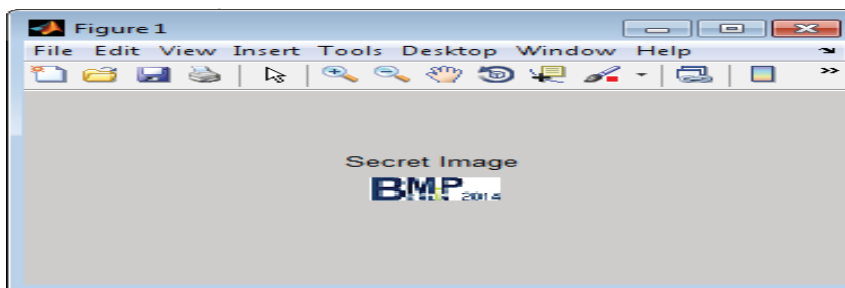 Figure 1
File Edit View Insert Tools Desktop Window Help
Secret Image
BMP
2014